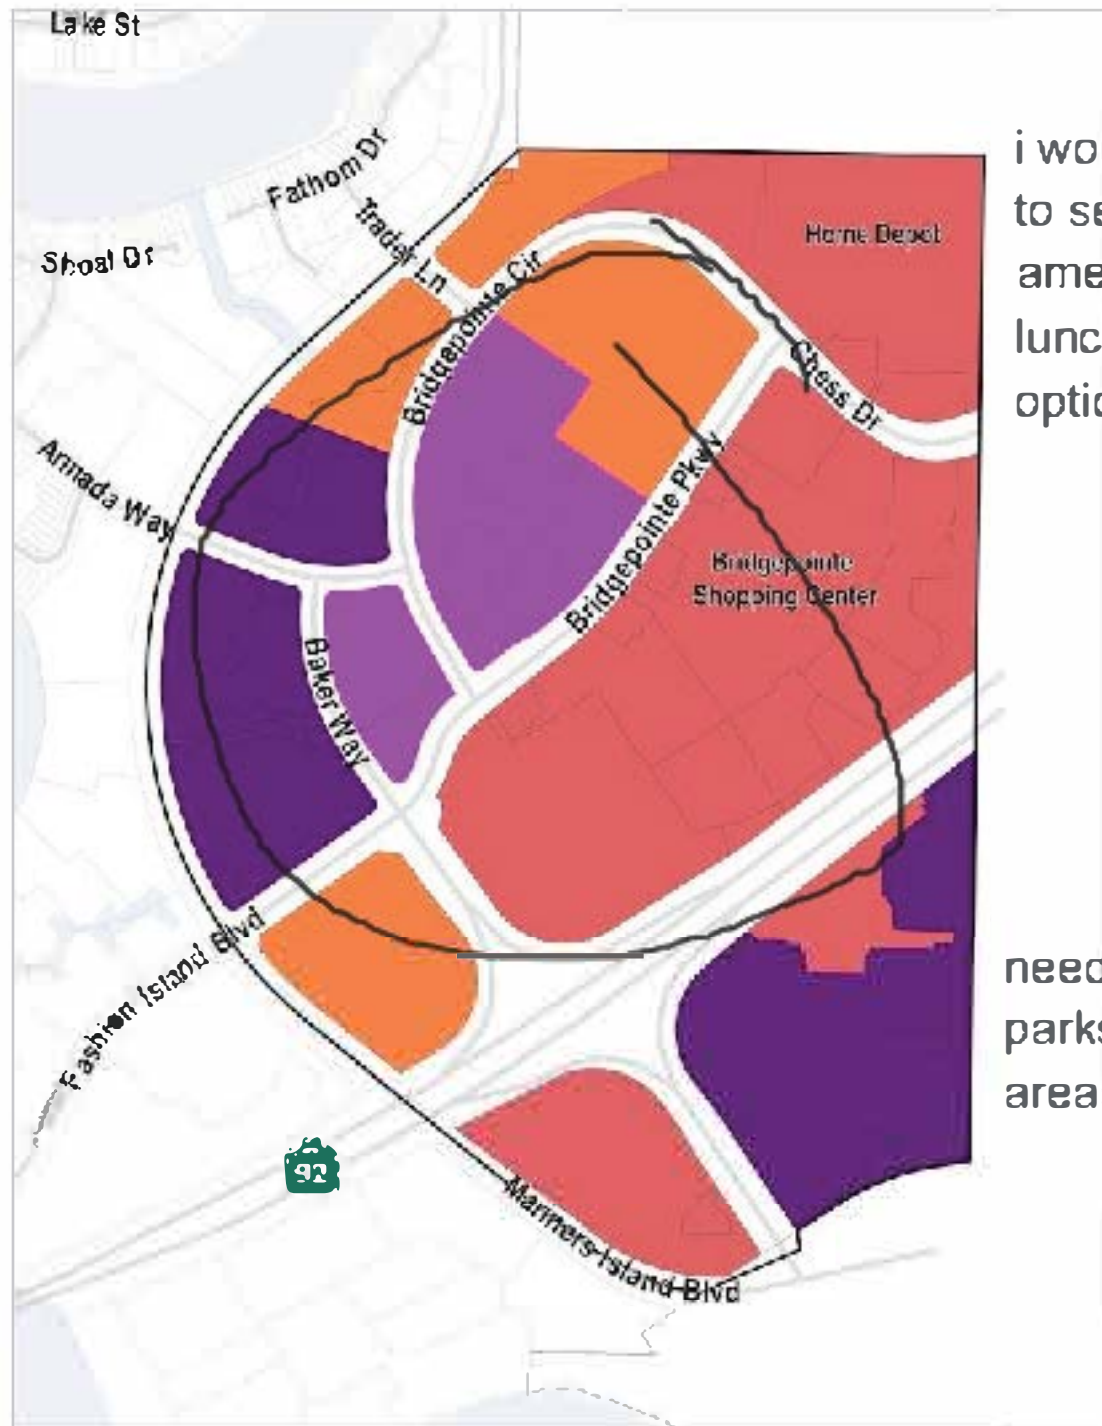 Lake St
Fathom Dr
Trader Ln
Shoal Dr
Home Depot
Bridgepointe Cir
Chess Dr
Armada Way
Bridgepointe Pkwy
Bridgepointe
Shopping Center
Baker Way
Fashion Island Blvd
92
Mariners Island Blvd
i wo
to se
ame
lunc
optic
need
parks
area